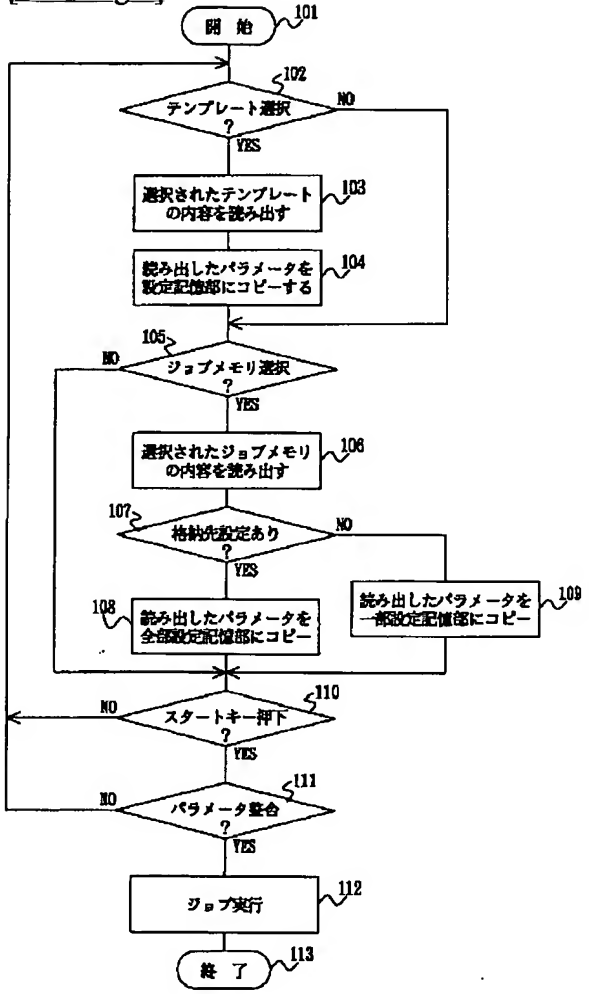 開 始
101
102
テンプレート選択
?
NO
YES
選択されたテンプレート
の内容を読み出す
103
読み出したパラメータを
設定記憶部にコピーする
104
105
NO
ジョブメモリ選択
?
YES
選択されたジョブメモリ
の内容を読み出す
106
107
格納先設定あり
?
NO
YES
108
読み出したパラメータを
全部設定記憶部にコピー
読み出したパラメータを
一部設定記憶部にコピー
109
110
NO
スタートキー押下
?
YES
111
NO
パラメータ整合
?
YES
ジョブ実行
112
終 了
113